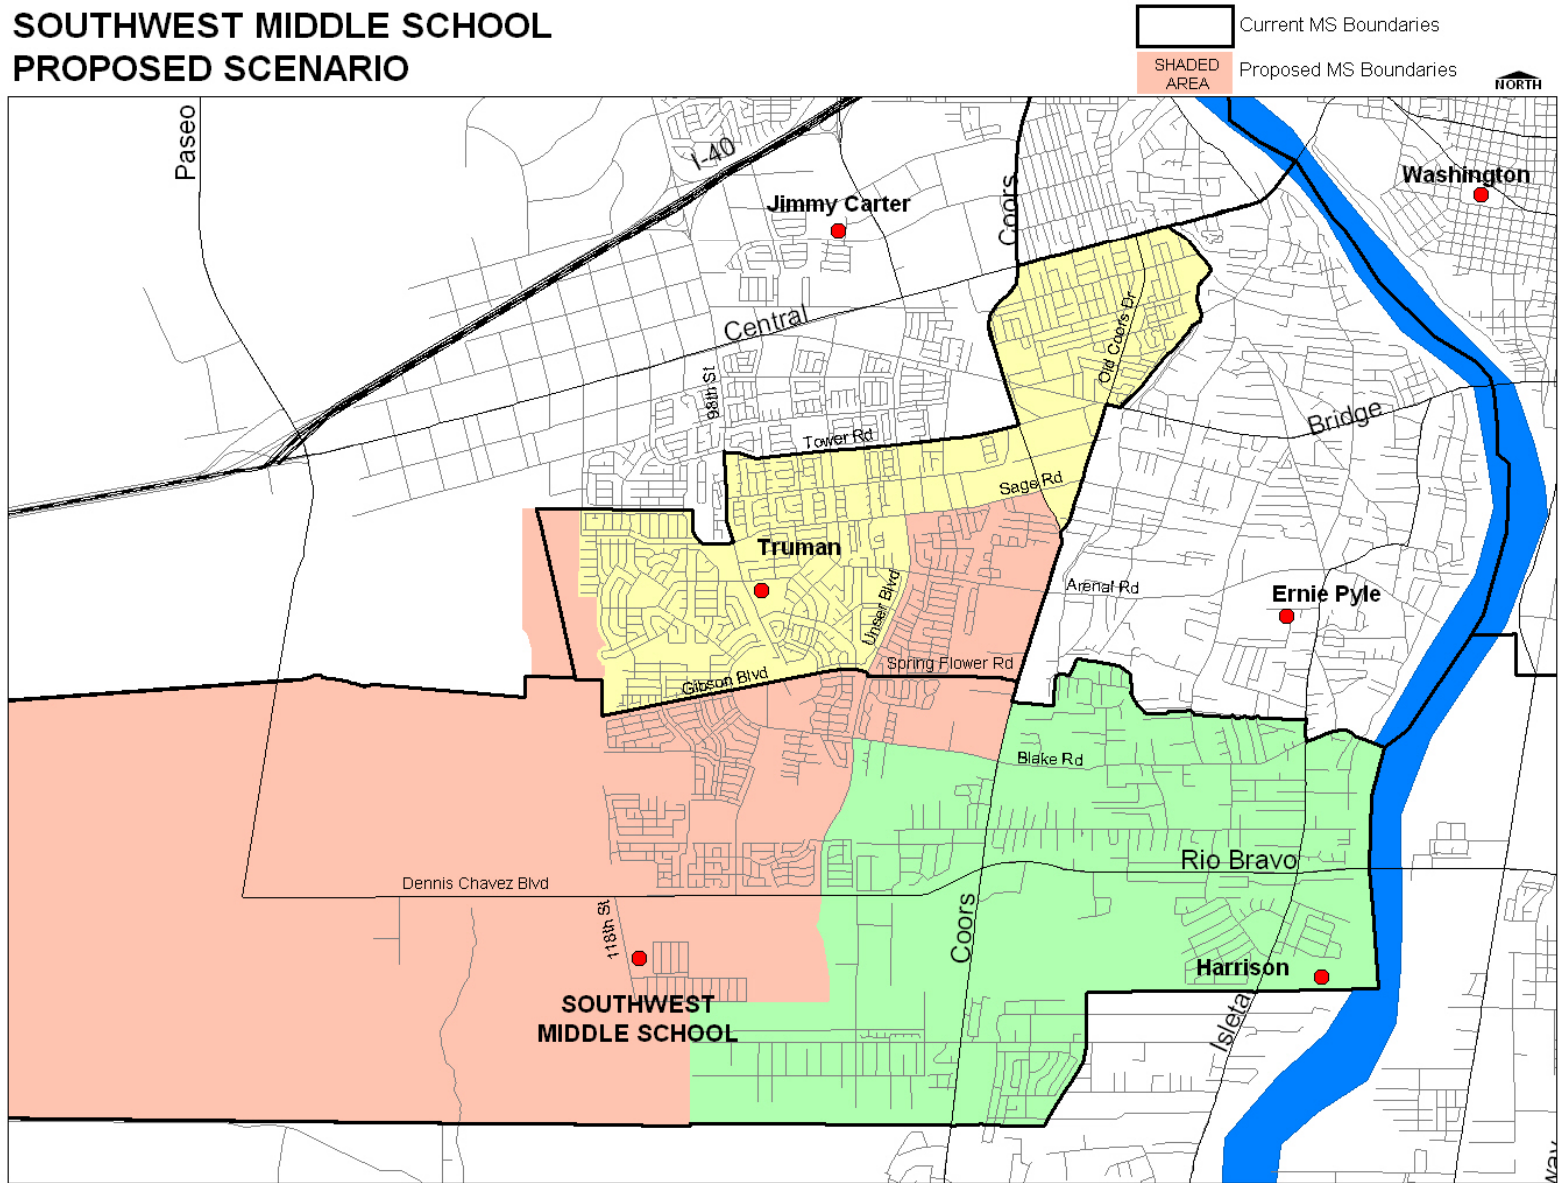 SOUTHWEST MIDDLE SCHOOL
PROPOSED SCENARIO
Current MS Boundaries
SHADED
AREA
Proposed MS Boundaries
NORTH
Paseo
I-40
Jimmy Carter
Coors
Washington
Central
Old Coors Dr
98th St
Tower Rd
Bridge
Sage Rd
Truman
Unser Blvd
Arenal Rd
Ernie Pyle
Spring Flower Rd
Gibson Blvd
Blake Rd
Rio Bravo
Dennis Chavez Blvd
118th St
Coors
Harrison
SOUTHWEST
MIDDLE SCHOOL
Isleta